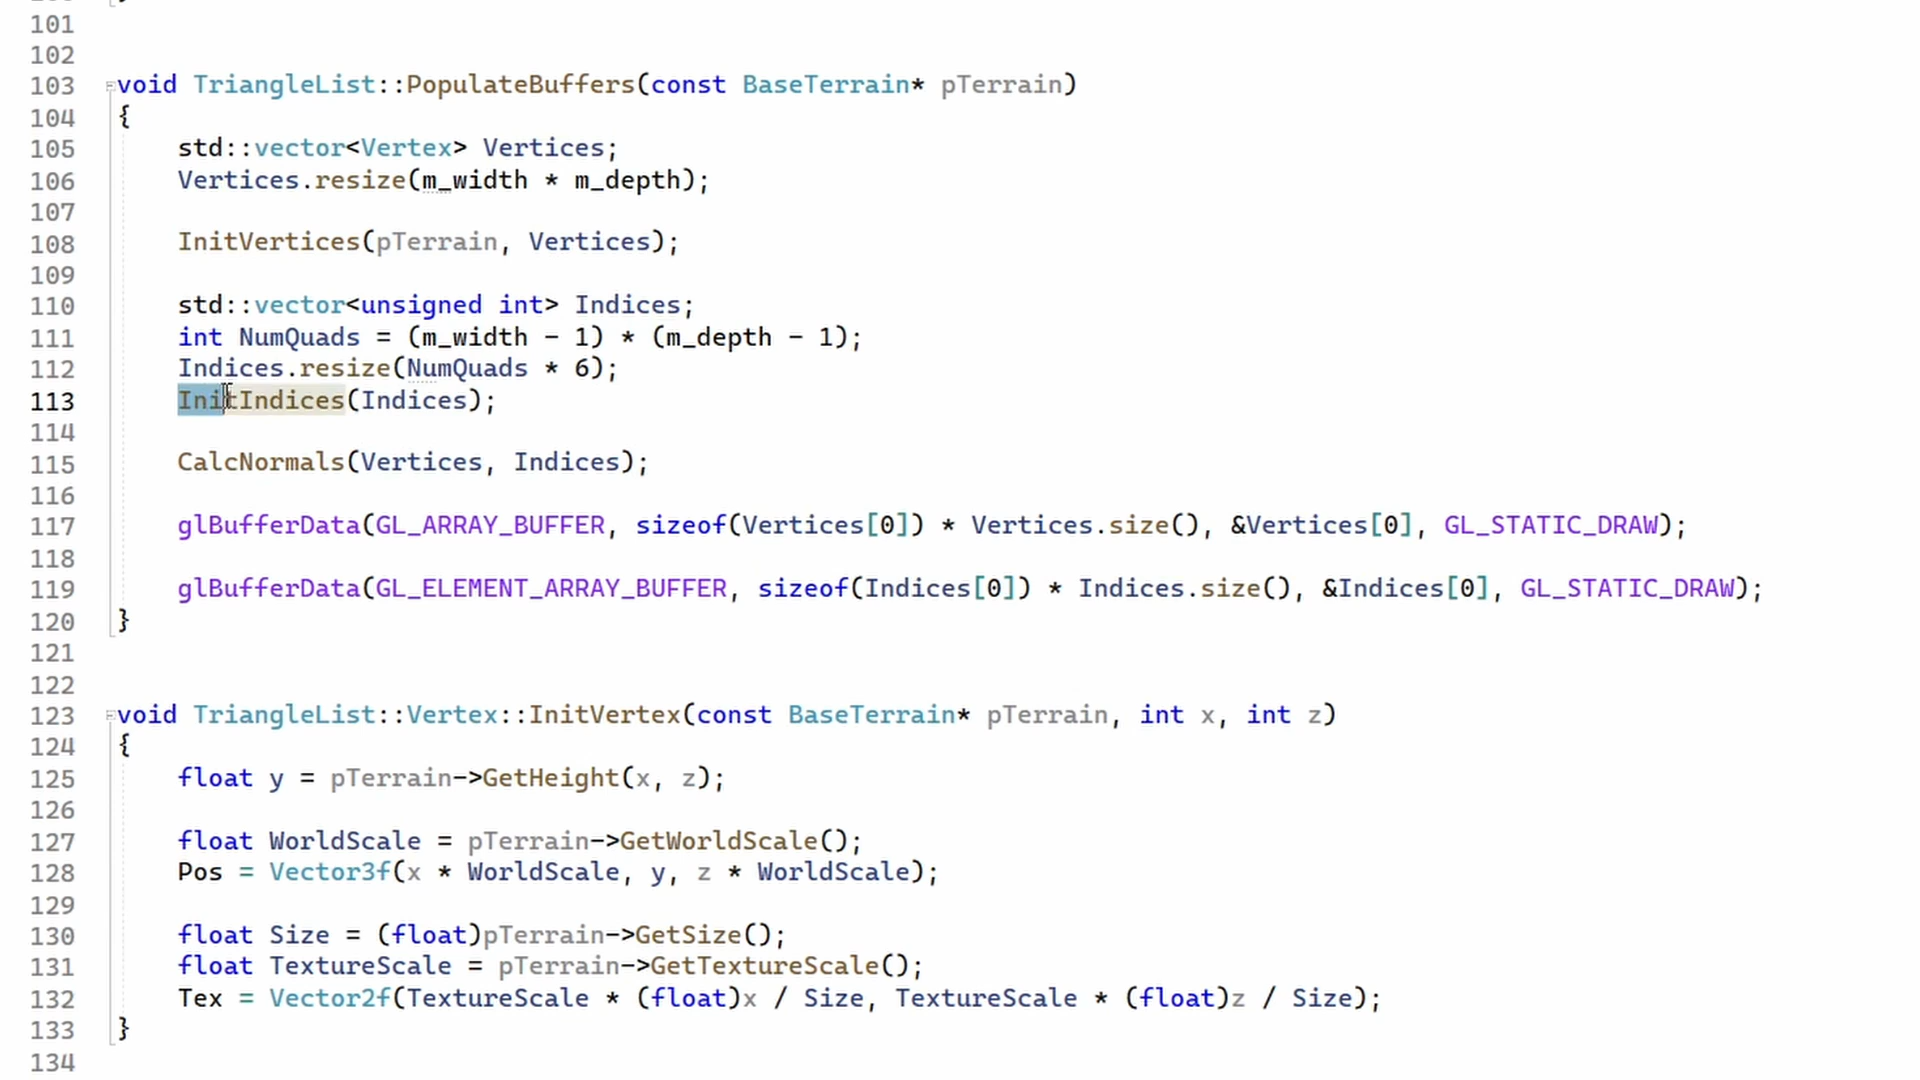 101
102
103 void TriangleList::PopulateBuffers(const BaseTerrain* pTerrain)
104 {
105 std::vector<Vertex> Vertices;
106 Vertices.resize(m_width * m_depth);
107
108 InitVertices(pTerrain, Vertices);
109
110 std::vector<unsigned int> Indices;
111 int NumQuads = (m_width - 1) * (m_depth - 1);
112 Indices.resize(NumQuads * 6);
113 InitIndices(Indices);
114
115 CalcNormals(Vertices, Indices);
116
117 glBufferData(GL_ARRAY_BUFFER, sizeof(Vertices[0]) * Vertices.size(), &Vertices[0], GL_STATIC_DRAW);
118
119 glBufferData(GL_ELEMENT_ARRAY_BUFFER, sizeof(Indices[0]) * Indices.size(), &Indices[0], GL_STATIC_DRAW);
120 }
121
122
123 void TriangleList::Vertex::InitVertex(const BaseTerrain* pTerrain, int x, int z)
124 {
125 float y = pTerrain->GetHeight(x, z);
126
127 float WorldScale = pTerrain->GetWorldScale();
128 Pos = Vector3f(x * WorldScale, y, z * WorldScale);
129
130 float Size = (float)pTerrain->GetSize();
131 float TextureScale = pTerrain->GetTextureScale();
132 Tex = Vector2f(TextureScale * (float)x / Size, TextureScale * (float)z / Size);
133 }
134